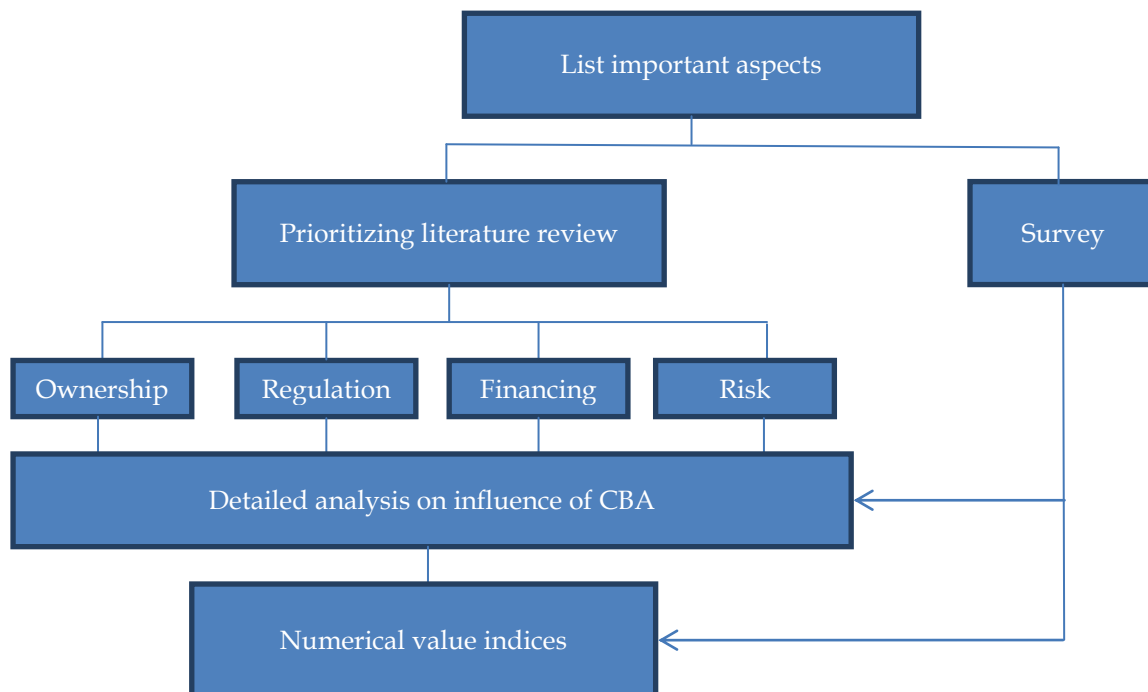 List important aspects
Prioritizing literature review
Survey
Ownership
Regulation
Financing
Risk
Detailed analysis on influence of CBA
Numerical value indices